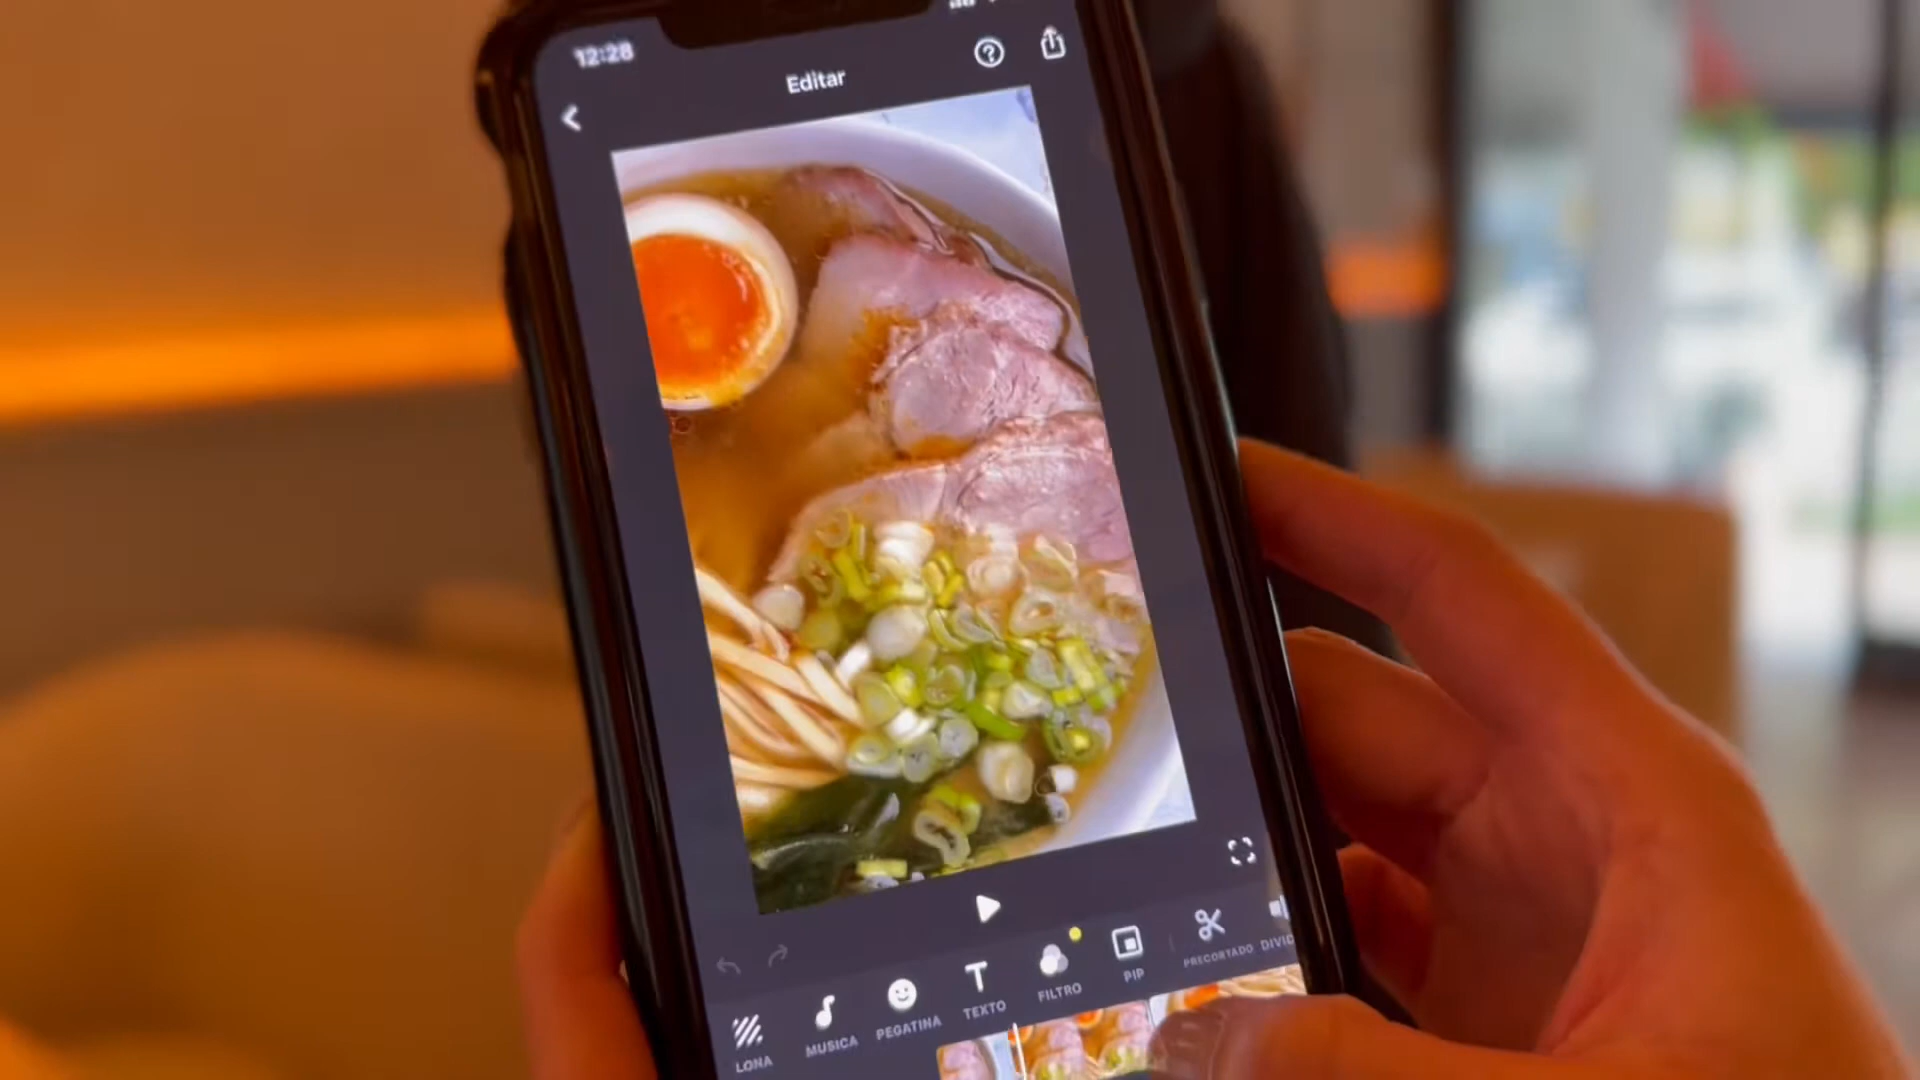 12:28
Editar
LONA
MUSICA
PEGATINA
TEXTO
FILTRO
PIP
PRECORTADO